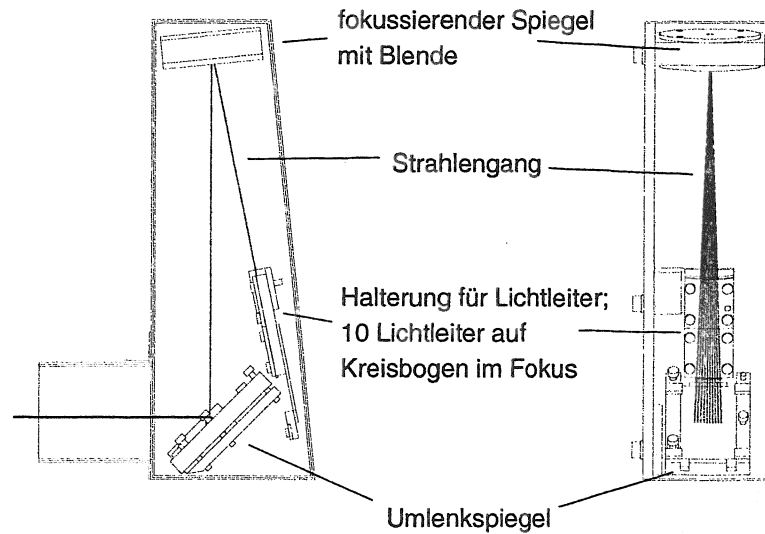 fokussierender Spiegel
mit Blende
Strahlengang
Halterung für Lichtleiter;
10 Lichtleiter auf
Kreisbogen im Fokus
Umlenkspiegel